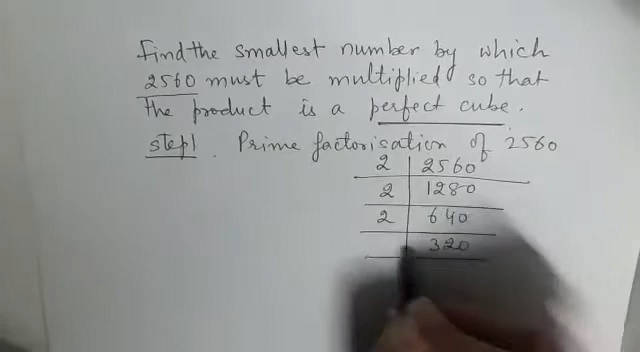 Find the smallest number by which
2560 must be multiplied so that
the product is a perfect cube.
step1. Prime factorisation of 2560
2 2560
2 1280
2 640
320